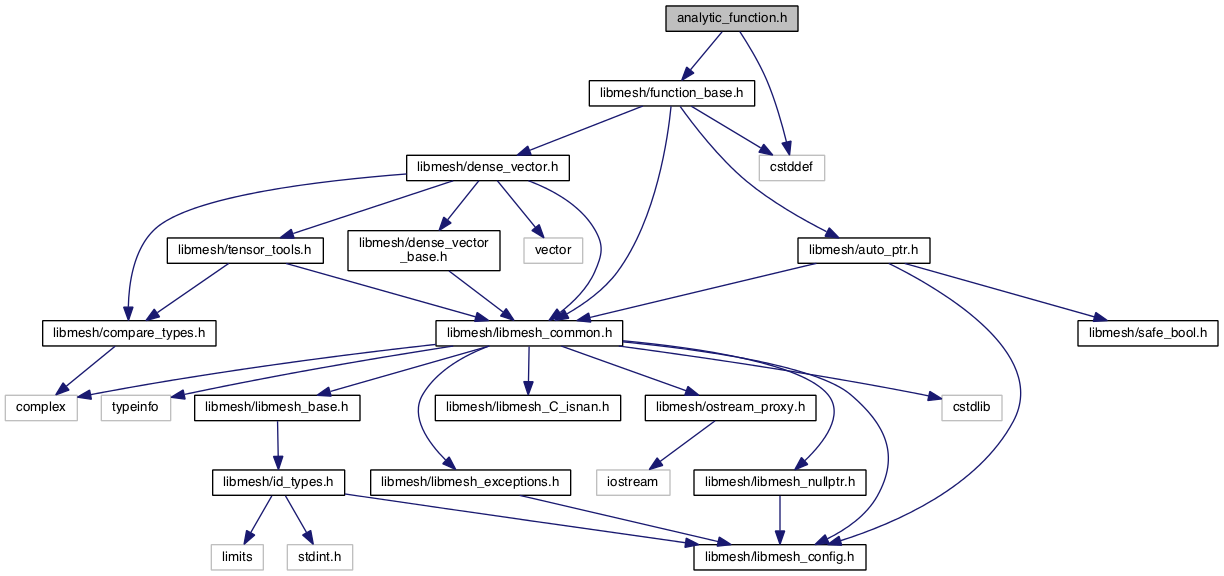 analytic_function.h
libmesh/function_base.h
libmesh/dense_vector.h
cstddef
libmesh/tensor_tools.h
libmesh/dense_vector
_base.h
vector
libmesh/auto_ptr.h
libmesh/compare_types.h
libmesh/libmesh_common.h
libmesh/safe_bool.h
complex
typeinfo
libmesh/libmesh_base.h
libmesh/libmesh_C_isnan.h
libmesh/ostream_proxy.h
cstdlib
libmesh/id_types.h
libmesh/libmesh_exceptions.h
iostream
libmesh/libmesh_nullptr.h
limits
stdint.h
libmesh/libmesh_config.h